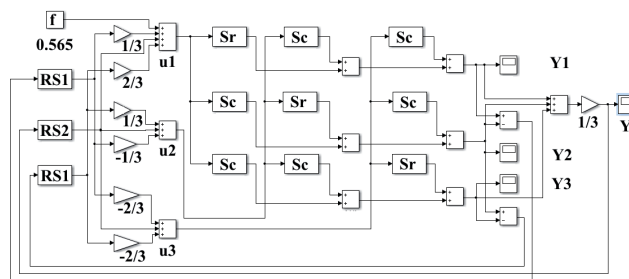 f
0.565
1/3
u1
Sr
Sc
Sc
Y1
RS1
2/3
1/3
Sc
Sr
Sc
1/3
Y
RS2
-1/3
u2
Y2
RS1
Sc
Sc
Sr
Y3
-2/3
-2/3
u3